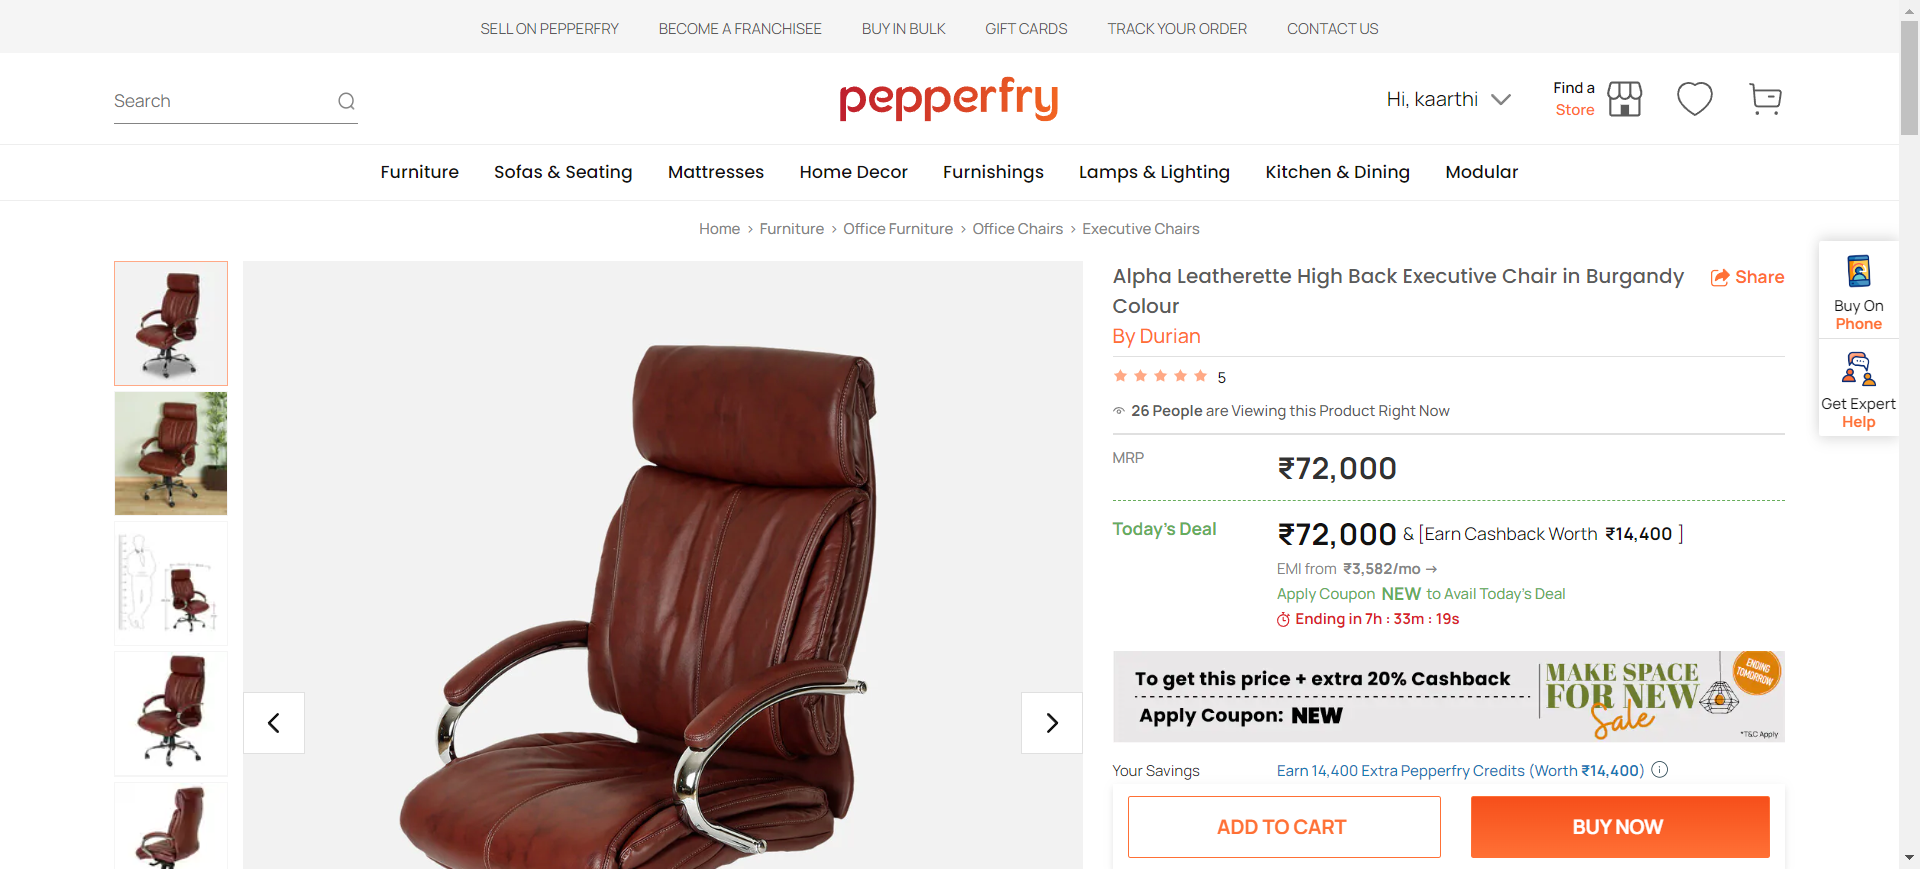 SELL ON PEPPERFRY BECOME A FRANCHISEE BUY IN BULK GIFT CARDS TRACK YOUR ORDER CONTACT US
Search
pepperfry
Hi, kaarthi
Find a
Store
Furniture Sofas & Seating Mattresses Home Decor Furnishings Lamps & Lighting Kitchen & Dining Modular
Home > Furniture > Office Furniture > Office Chairs > Executive Chairs
Alpha Leatherette High Back Executive Chair in Burgandy
Colour
Share
By Durian
5
26 People are Viewing this Product Right Now
MRP ₹72,000
Today's Deal ₹72,000 & [Earn Cashback Worth ₹14,400 ]
EMI from ₹3,582/mo →
Apply Coupon NEW to Avail Today's Deal
Ending in 7h : 33m : 19s
To get this price + extra 20% Cashback
Apply Coupon: NEW
MAKE SPACE
FOR NEW
Sale
ENDING
TOMORROW
*T&C Apply
Your Savings Earn 14,400 Extra Pepperfry Credits (Worth ₹14,400)
ADD TO CART BUY NOW
Buy On
Phone
Get Expert
Help